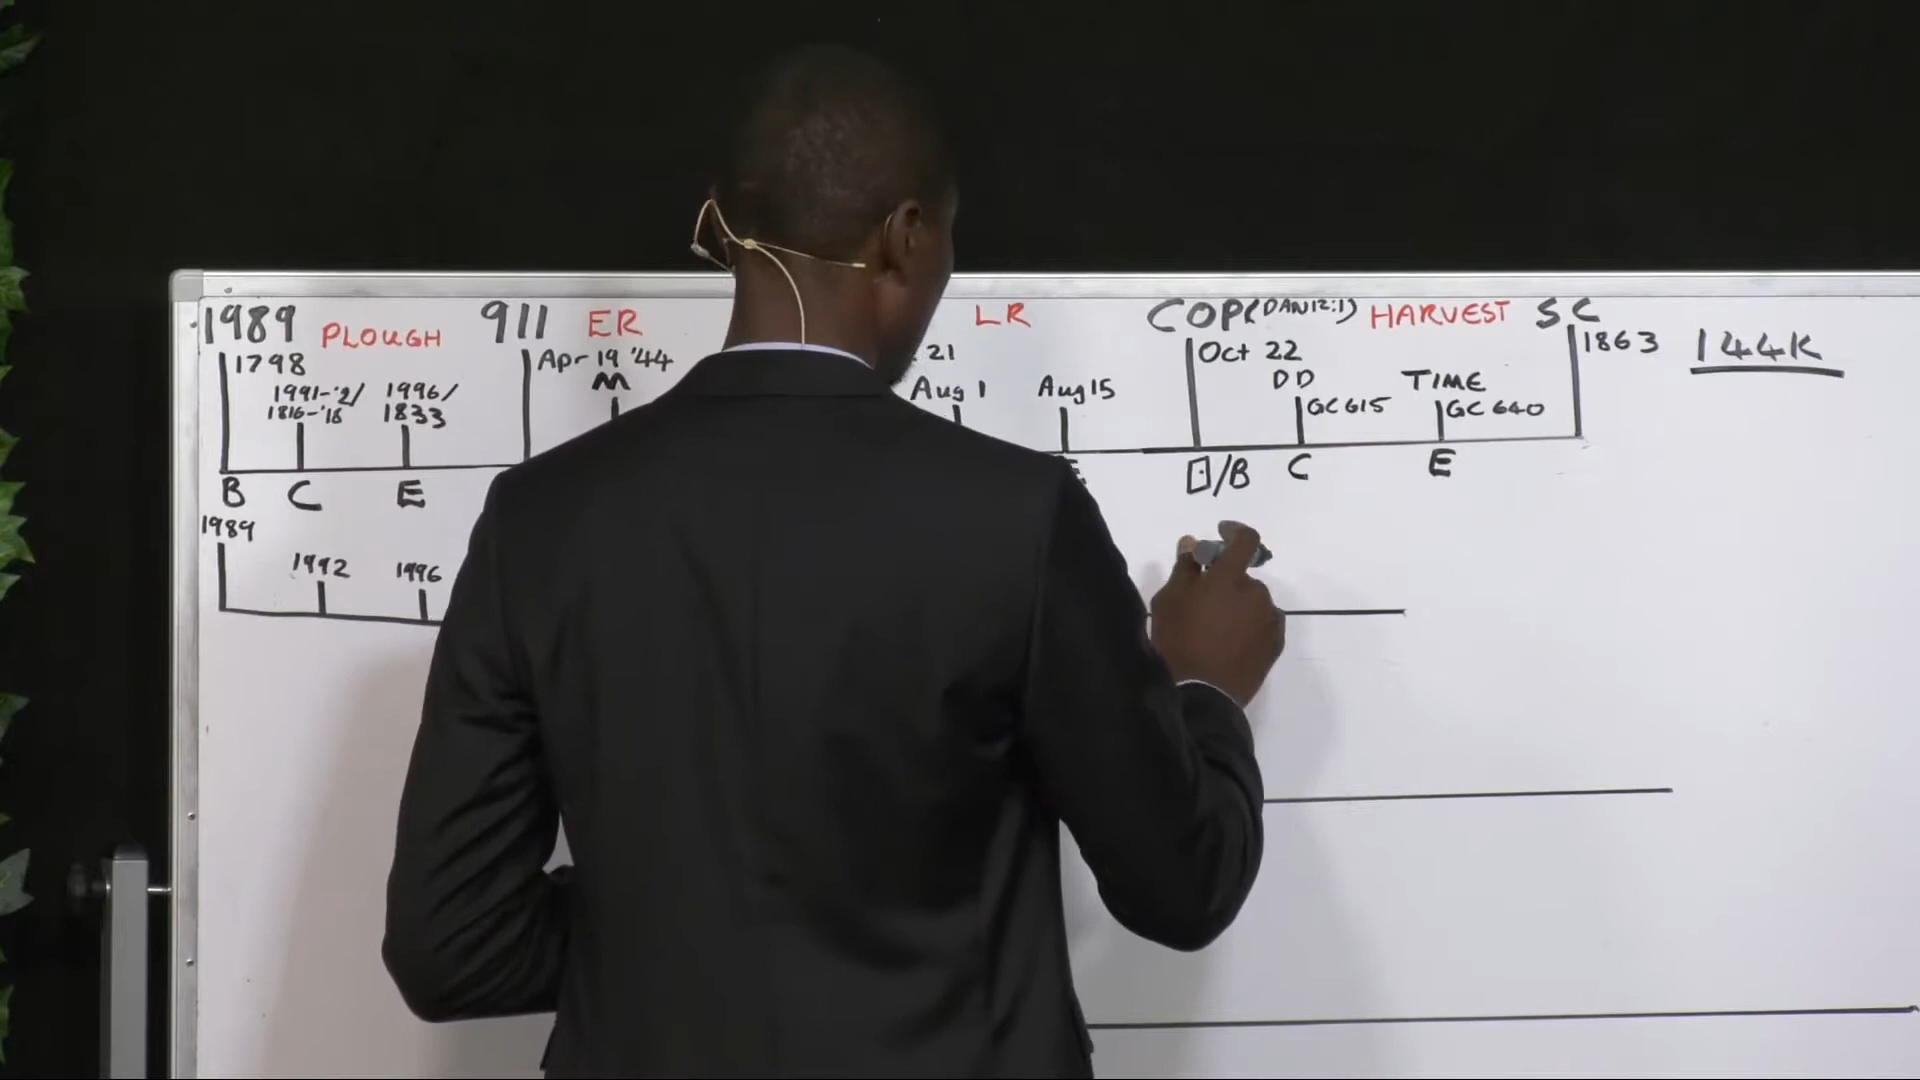 1989 PLOUGH 911 ER LR COP(DAN12:1) HARVEST SC
1798 Apr 19 '44 21 Oct 22 1863 144K
M Aug 1 Aug 15 DD TIME
1991-'2/ 1996/ GC 615 GC 640
1816-'18 1833
B C E E /B C E
1989
1992 1996